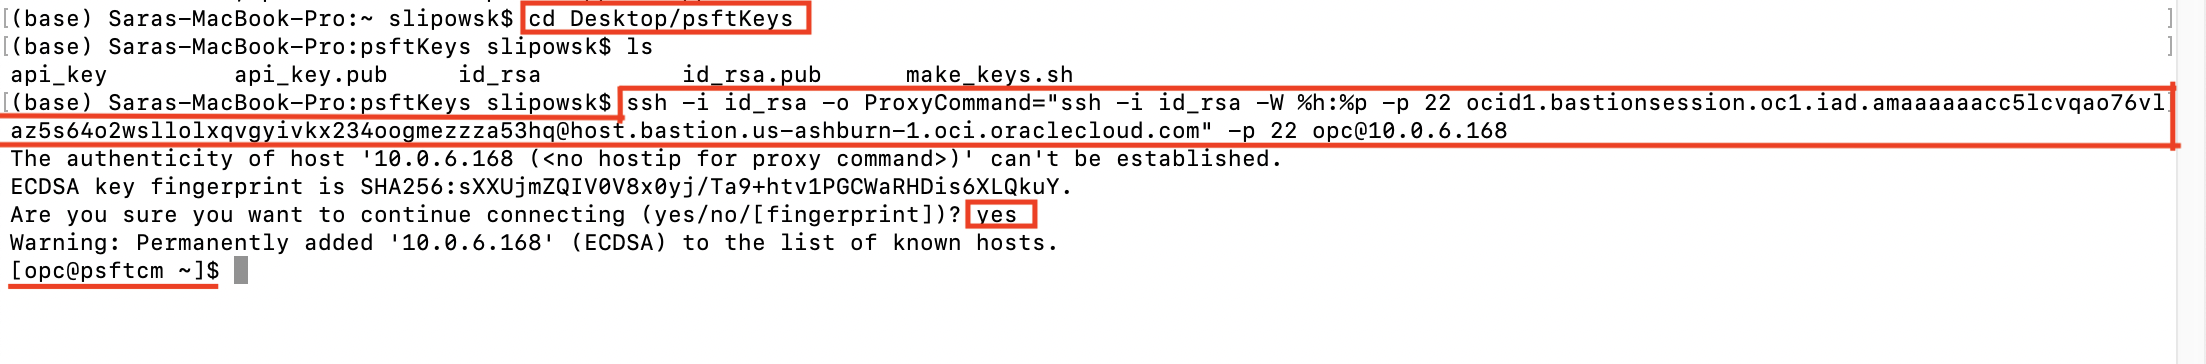 [(base) Saras-MacBook-Pro:~ slipowsk$ cd Desktop/psftKeys ]
[(base) Saras-MacBook-Pro:psftKeys slipowsk$ ls ]
api_key api_key.pub id_rsa id_rsa.pub make_keys.sh
[(base) Saras-MacBook-Pro:psftKeys slipowsk$ ssh -i id_rsa -o ProxyCommand="ssh -i id_rsa -W %h:%p -p 22 ocid1.bastionsession.oc1.iad.amaaaaaacc5lcvqao76vl]
az5s64o2wsllolxqvgyivkx234oogmezzza53hq@host.bastion.us-ashburn-1.oci.oraclecloud.com" -p 22 opc@10.0.6.168
The authenticity of host '10.0.6.168 (<no hostip for proxy command>)' can't be established.
ECDSA key fingerprint is SHA256:sXXUjmZQIV0V8x0yj/Ta9+htv1PGCWaRHDis6XLQkuY.
Are you sure you want to continue connecting (yes/no/[fingerprint])? yes
Warning: Permanently added '10.0.6.168' (ECDSA) to the list of known hosts.
[opc@psftcm ~]$